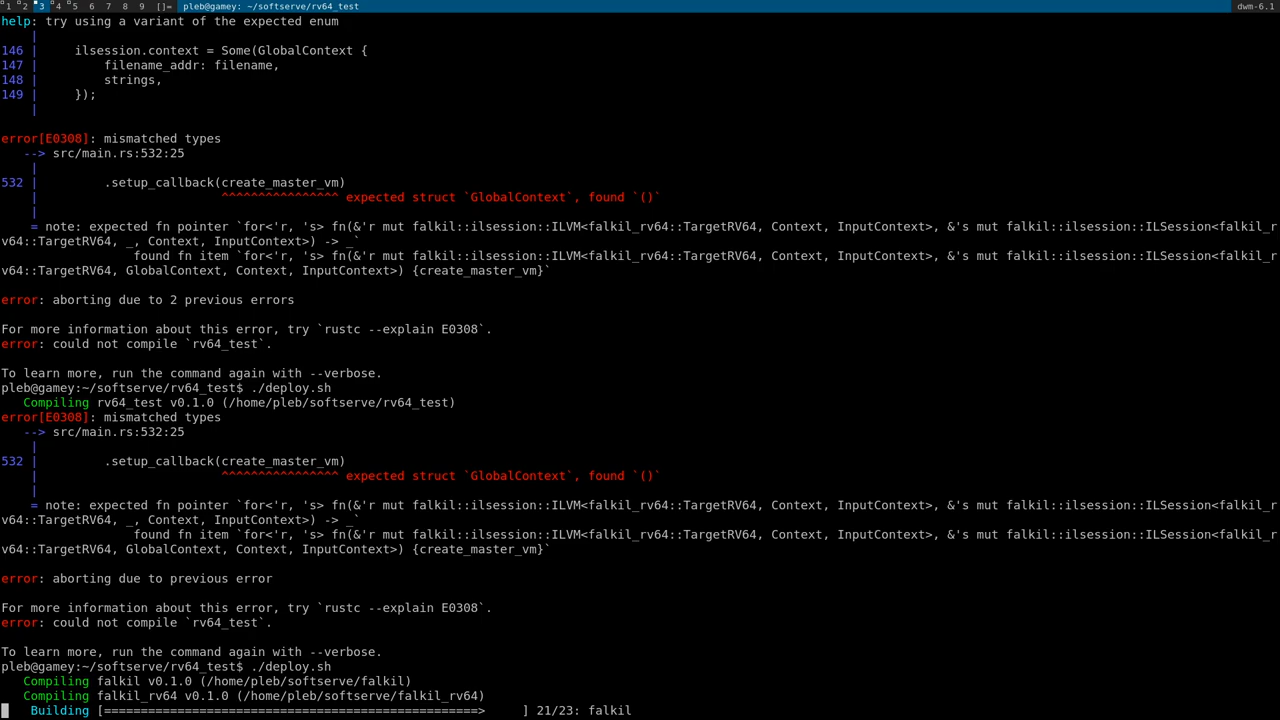 1 2 3 4 5 6 7 8 9 []= pleb@gamey: ~/softserve/rv64_test dwm-6.1
help: try using a variant of the expected enum
    |
146 |     ilsession.context = Some(GlobalContext {
147 |         filename_addr: filename,
148 |         strings,
149 |     });
    |
error[E0308]: mismatched types
   --> src/main.rs:532:25
    |
532 |         .setup_callback(create_master_vm)
    |                         ^^^^^^^^^^^^^^^^ expected struct `GlobalContext`, found `()`
    |
    = note: expected fn pointer `for<'r, 's> fn(&'r mut falkil::ilsession::ILVM<falkil_rv64::TargetRV64, Context, InputContext>, &'s mut falkil::ilsession::ILSession<falkil_r
v64::TargetRV64, _, Context, InputContext>) -> _`
                  found fn item `for<'r, 's> fn(&'r mut falkil::ilsession::ILVM<falkil_rv64::TargetRV64, Context, InputContext>, &'s mut falkil::ilsession::ILSession<falkil_r
v64::TargetRV64, GlobalContext, Context, InputContext>) {create_master_vm}`
error: aborting due to 2 previous errors
For more information about this error, try `rustc --explain E0308`.
error: could not compile `rv64_test`.
To learn more, run the command again with --verbose.
pleb@gamey:~/softserve/rv64_test$ ./deploy.sh
   Compiling rv64_test v0.1.0 (/home/pleb/softserve/rv64_test)
error[E0308]: mismatched types
   --> src/main.rs:532:25
    |
532 |         .setup_callback(create_master_vm)
    |                         ^^^^^^^^^^^^^^^^ expected struct `GlobalContext`, found `()`
    |
    = note: expected fn pointer `for<'r, 's> fn(&'r mut falkil::ilsession::ILVM<falkil_rv64::TargetRV64, Context, InputContext>, &'s mut falkil::ilsession::ILSession<falkil_r
v64::TargetRV64, _, Context, InputContext>) -> _`
                  found fn item `for<'r, 's> fn(&'r mut falkil::ilsession::ILVM<falkil_rv64::TargetRV64, Context, InputContext>, &'s mut falkil::ilsession::ILSession<falkil_r
v64::TargetRV64, GlobalContext, Context, InputContext>) {create_master_vm}`
error: aborting due to previous error
For more information about this error, try `rustc --explain E0308`.
error: could not compile `rv64_test`.
To learn more, run the command again with --verbose.
pleb@gamey:~/softserve/rv64_test$ ./deploy.sh
   Compiling falkil v0.1.0 (/home/pleb/softserve/falkil)
   Compiling falkil_rv64 v0.1.0 (/home/pleb/softserve/falkil_rv64)
    Building [===================================================>     ] 21/23: falkil